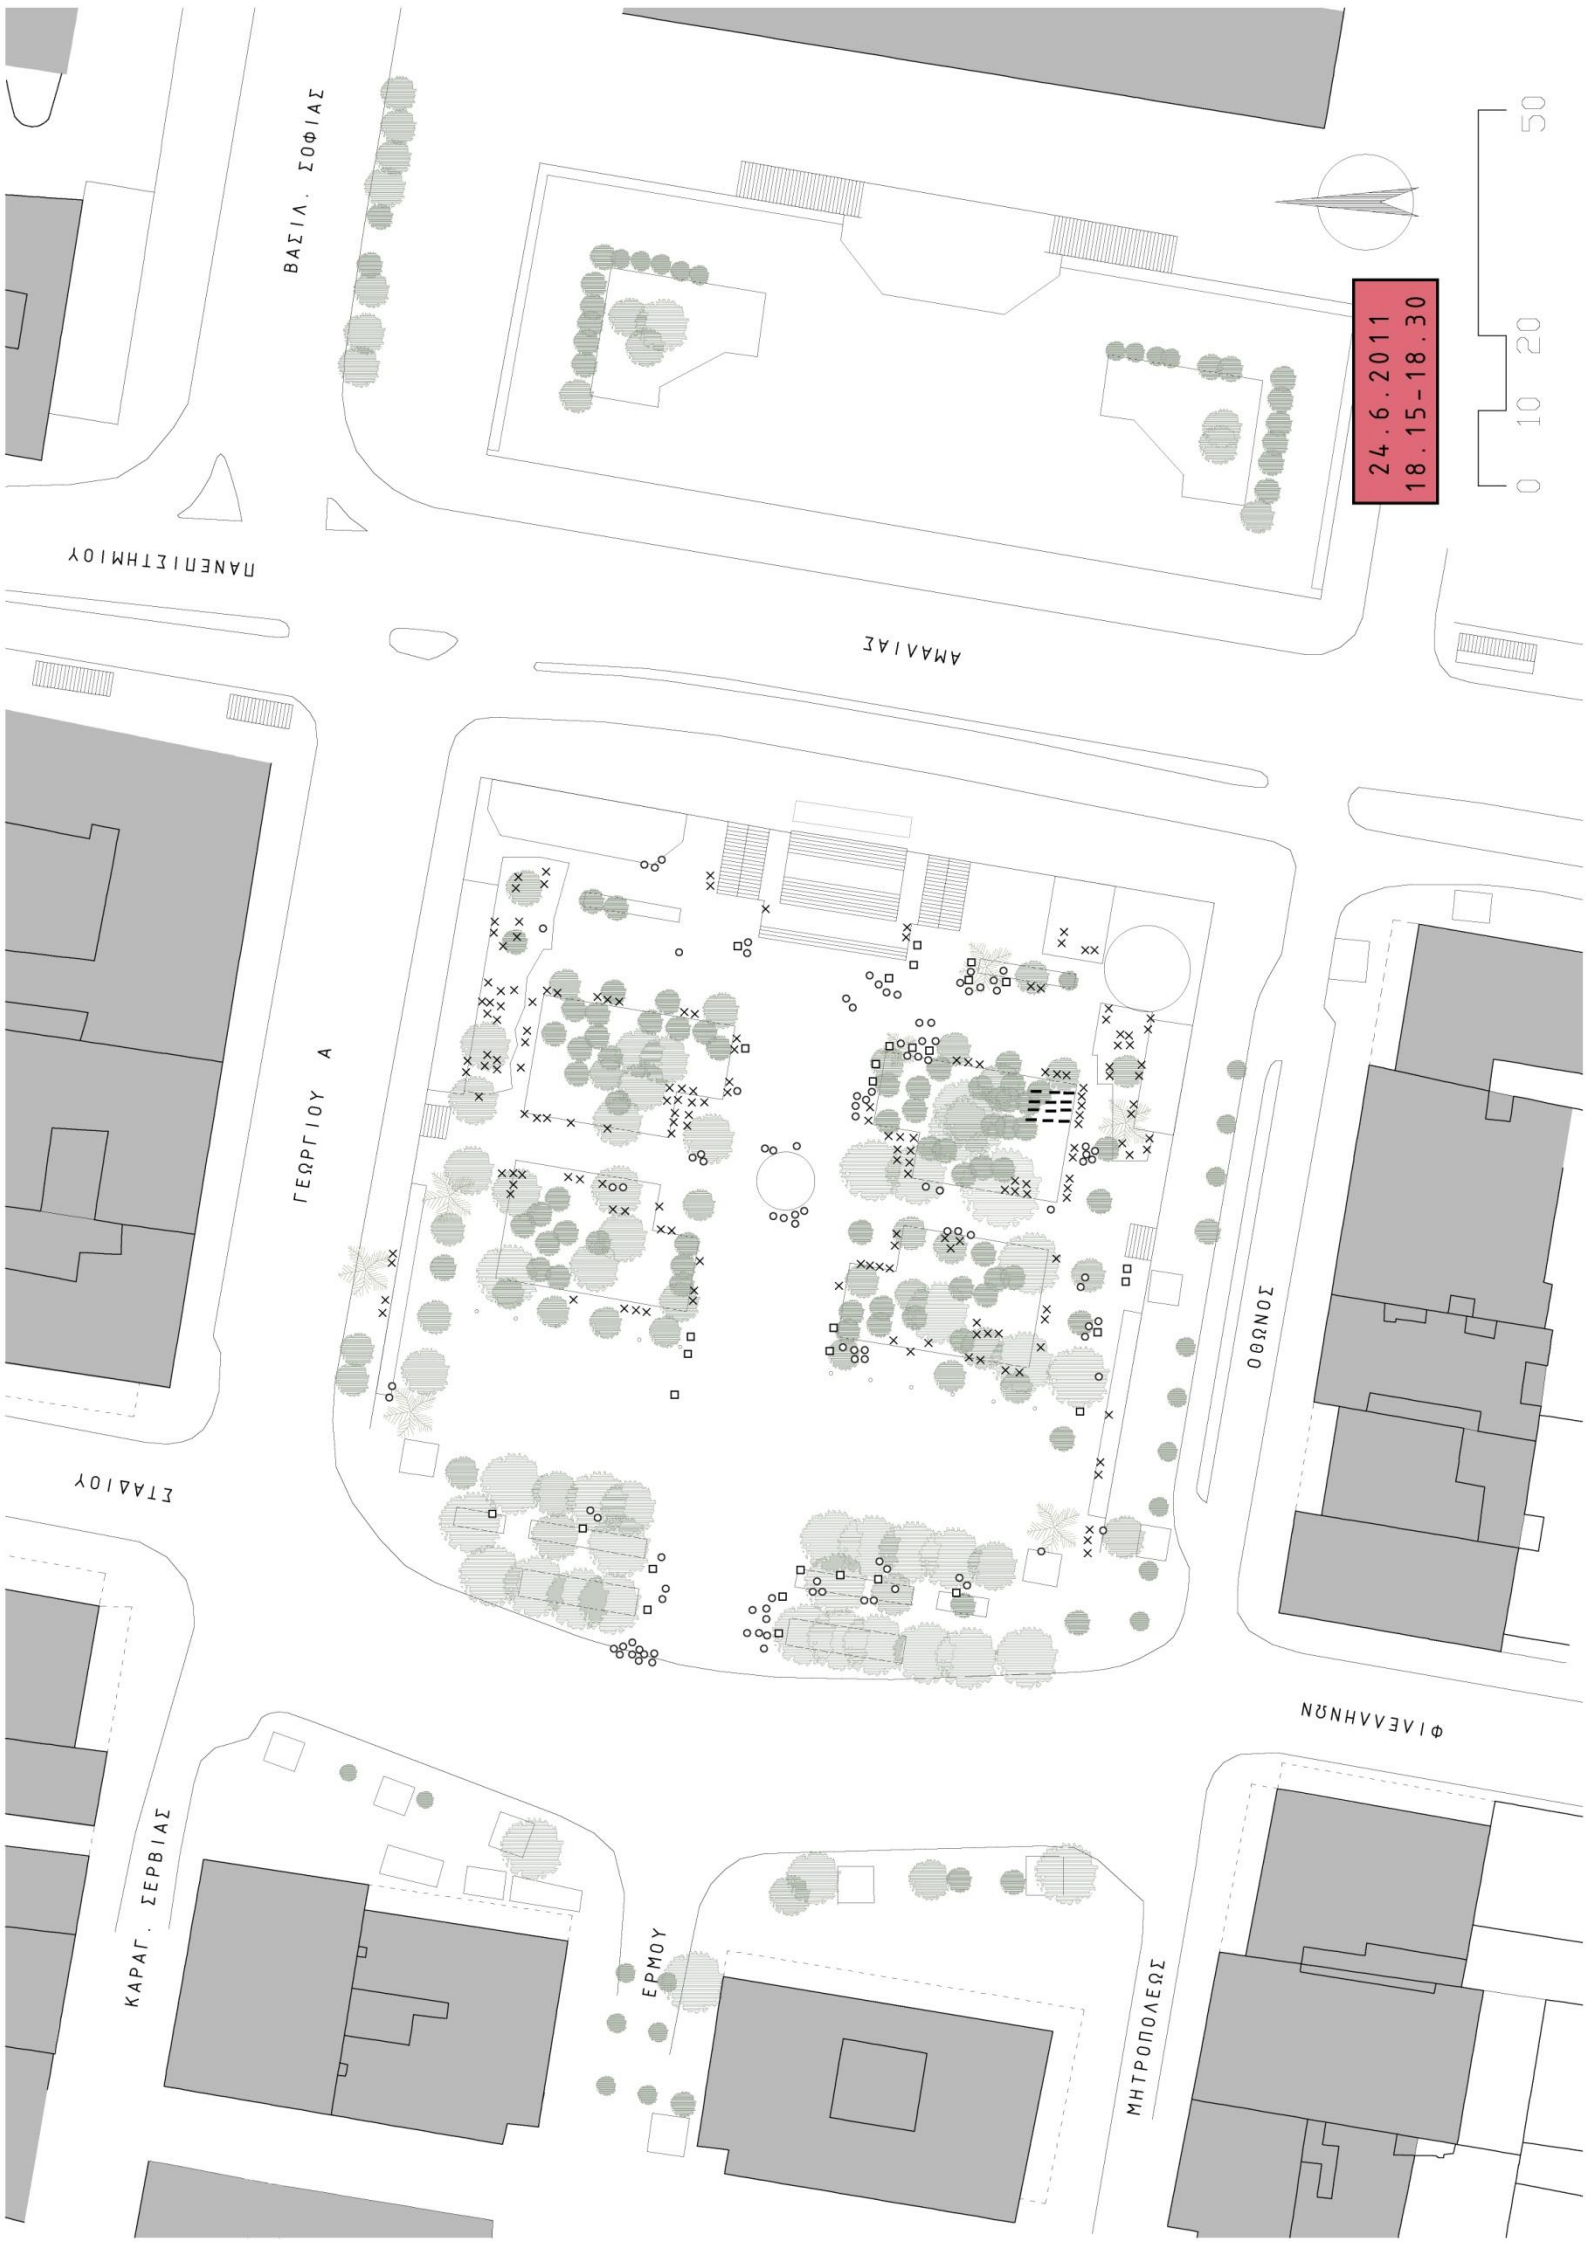 ΒΑΣΙΛ. ΣΟΦΙΑΣ
50
24.6.2011
18.15-18.30
20
10
0
ΠΑΝΕΠΙΣΤΗΜΙΟΥ
ΑΜΑΛΙΑΣ
ΓΕΩΡΓΙΟΥ Α
ΟΘΩΝΟΣ
ΣΤΑΔΙΟΥ
ΦΙΛΕΛΛΗΝΩΝ
ΚΑΡΑΓ. ΣΕΡΒΙΑΣ
ΕΡΜΟΥ
ΜΗΤΡΟΠΟΛΕΩΣ